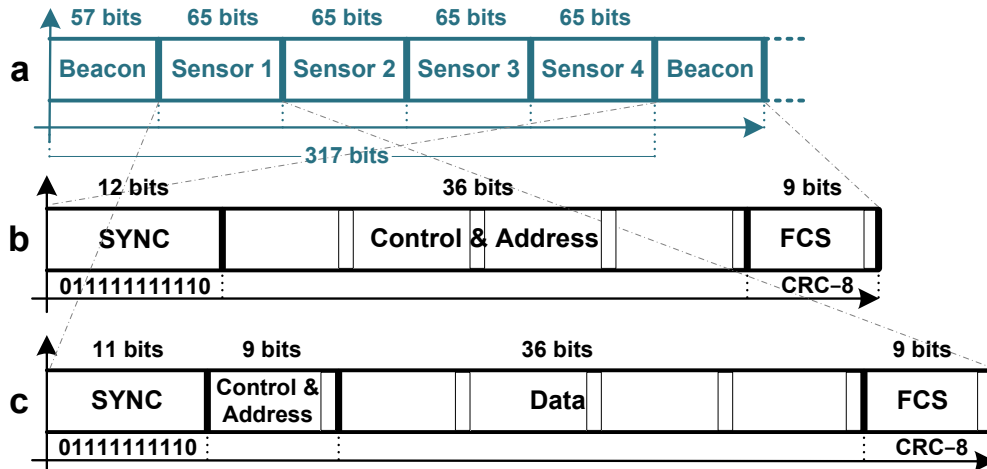 57 bits 65 bits 65 bits 65 bits 65 bits
a Beacon Sensor 1 Sensor 2 Sensor 3 Sensor 4 Beacon
317 bits
12 bits 36 bits 9 bits
b SYNC Control & Address FCS
011111111110 CRC–8
11 bits 9 bits 36 bits 9 bits
c SYNC Control & Address Data FCS
01111111110 CRC–8